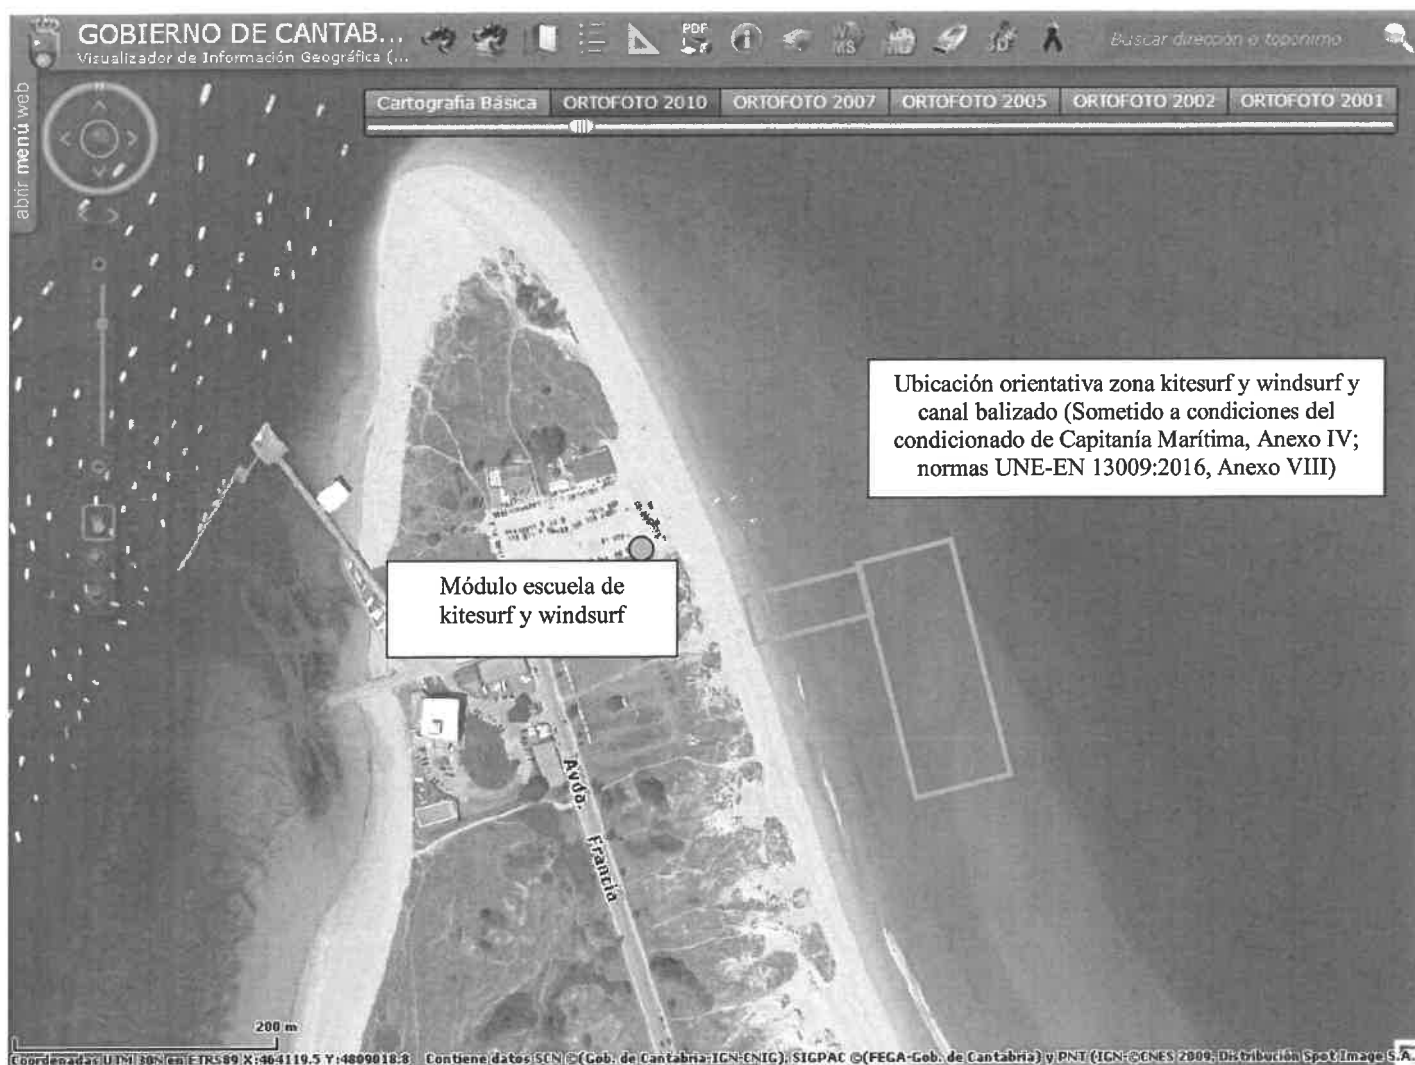 GOBIERNO DE CANTAB...
Visualizador de Información Geográfica (...
PDF
WMS
3D
Buscar dirección o topónimo
abrir menú web
Cartografía Básica
ORTOFOTO 2010
ORTOFOTO 2007
ORTOFOTO 2005
ORTOFOTO 2002
ORTOFOTO 2001
Ubicación orientativa zona kitesurf y windsurf y
canal balizado (Sometido a condiciones del
condicionado de Capitanía Marítima, Anexo IV;
normas UNE-EN 13009:2016, Anexo VIII)
Módulo escuela de
kitesurf y windsurf
Avda. Francia
200 m
Coordenadas UTM 30N en ETRS89 X:464119.5 Y:4809018.8 Contiene datos SCN ©(Gob. de Cantabria-IGN-CNIG), SIGPAC ©(FEGA-Gob. de Cantabria) y PNT (IGN-©CNES 2009, Distribución Spot Image S.A.